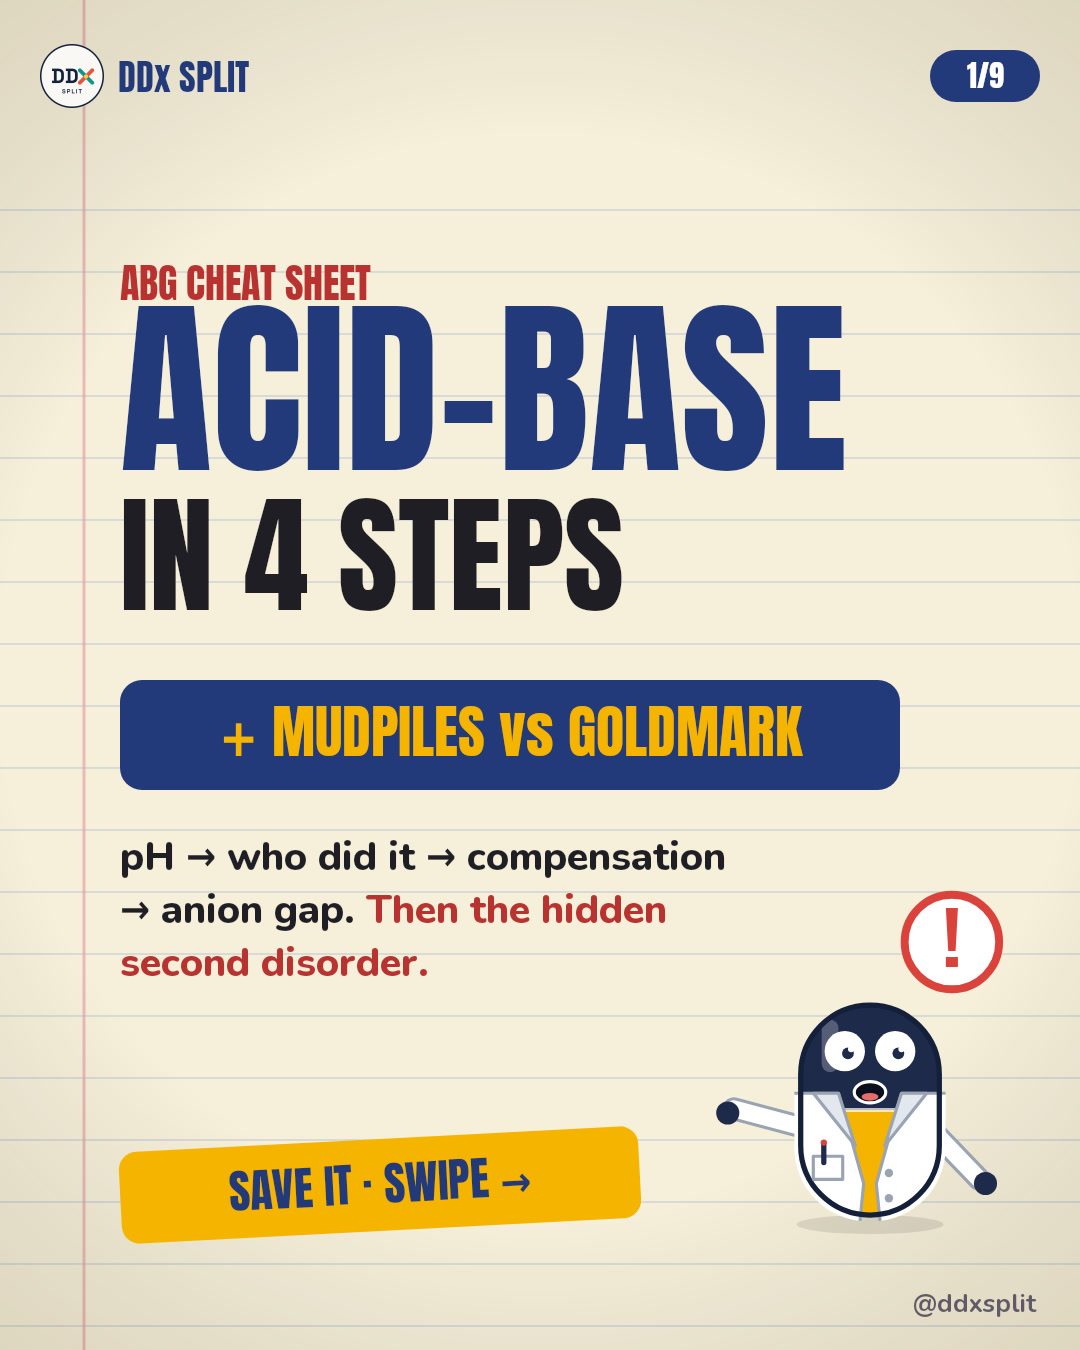 DDX
SPLIT
DDx SPLIT
1/9
ABG CHEAT SHEET
ACID-BASE
IN 4 STEPS
+ MUDPILES vs GOLDMARK
pH → who did it → compensation
→ anion gap. Then the hidden
second disorder.
!
SAVE IT · SWIPE →
@ddxsplit